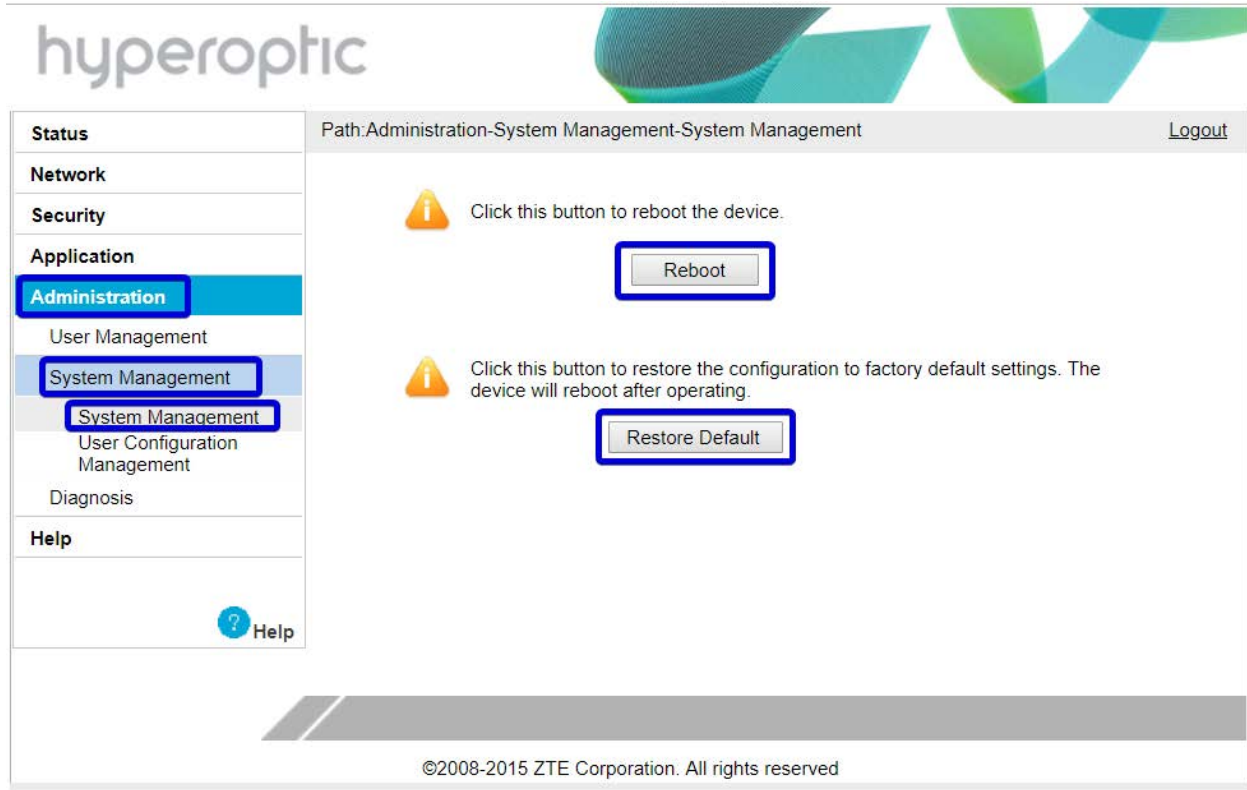 hyperoptic
Status
Network
Security
Application
Administration
User Management
System Management
System Management
User Configuration
Management
Diagnosis
Help
? Help
Path:Administration-System Management-System Management
Logout
Click this button to reboot the device.
Reboot
Click this button to restore the configuration to factory default settings. The
device will reboot after operating.
Restore Default
©2008-2015 ZTE Corporation. All rights reserved